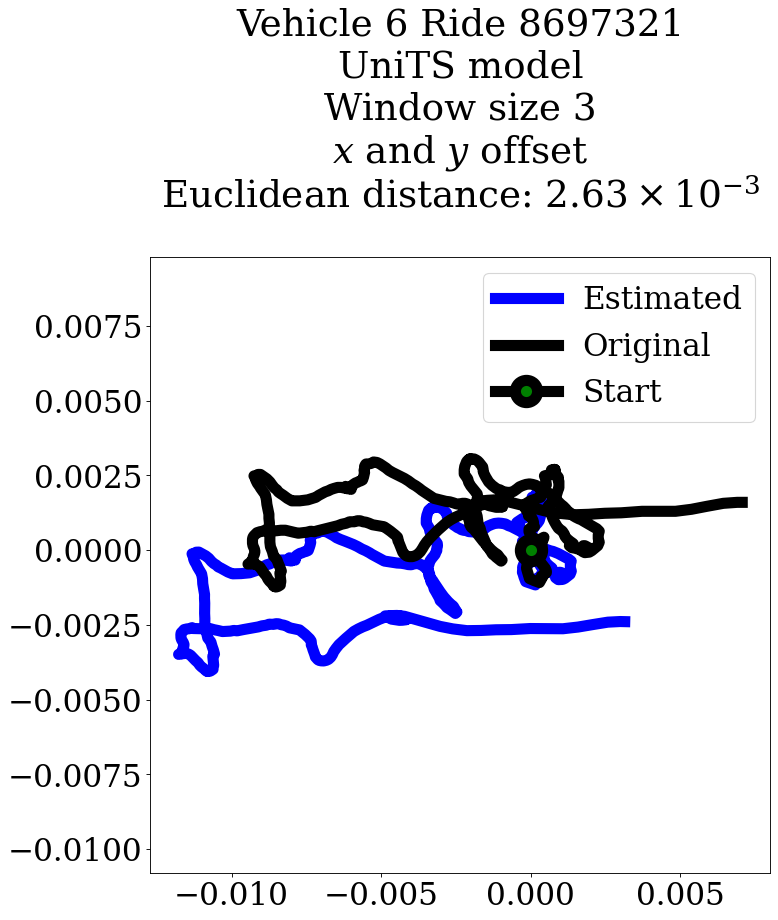 Vehicle 6 Ride 8697321
UniTS model
Window size 3
x and y offset
Euclidean distance: 2.63 × 10⁻³
Estimated
Original
Start
0.0075
0.0050
0.0025
0.0000
−0.0025
−0.0050
−0.0075
−0.0100
−0.010 −0.005 0.000 0.005